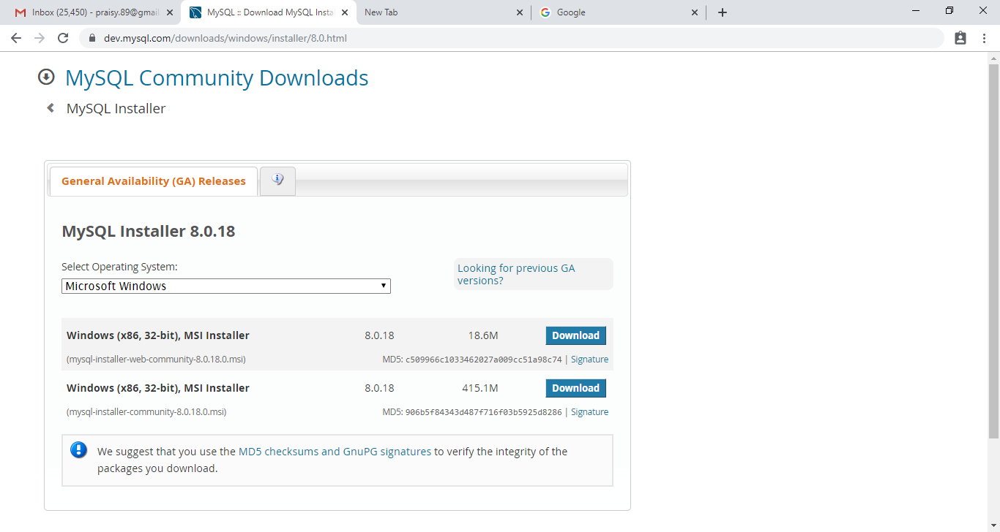 Inbox (25,450) - praisy.89@gmail
MySQL :: Download MySQL Insta
New Tab
Google
dev.mysql.com/downloads/windows/installer/8.0.html
MySQL Community Downloads
MySQL Installer
General Availability (GA) Releases
MySQL Installer 8.0.18
Select Operating System:
Microsoft Windows
Looking for previous GA
versions?
Windows (x86, 32-bit), MSI Installer 8.0.18 18.6M Download
(mysql-installer-web-community-8.0.18.0.msi) MD5: c509966c1033462027a009cc51a98c74 | Signature
Windows (x86, 32-bit), MSI Installer 8.0.18 415.1M Download
(mysql-installer-community-8.0.18.0.msi) MD5: 906b5f84343d487f716f03b5925d8286 | Signature
We suggest that you use the MD5 checksums and GnuPG signatures to verify the integrity of the
packages you download.